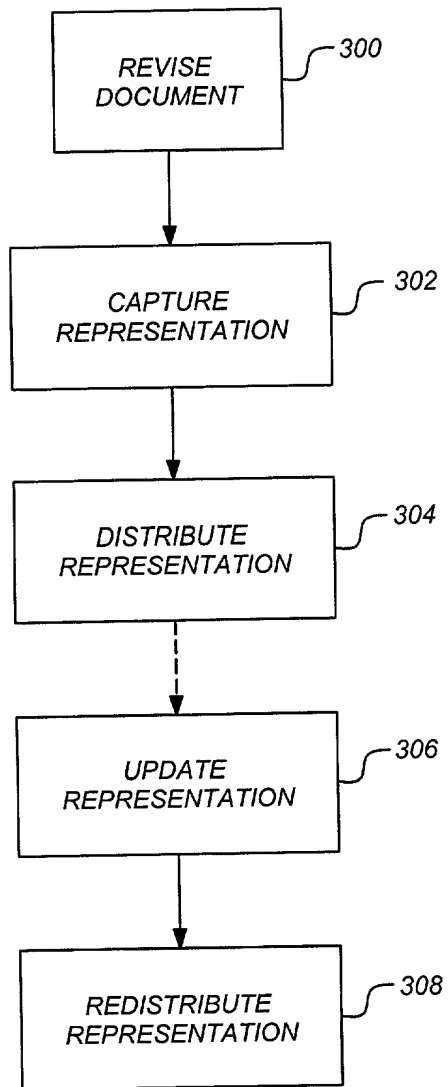 REVISE
DOCUMENT
300
CAPTURE
REPRESENTATION
302
DISTRIBUTE
REPRESENTATION
304
UPDATE
REPRESENTATION
306
REDISTRIBUTE
REPRESENTATION
308